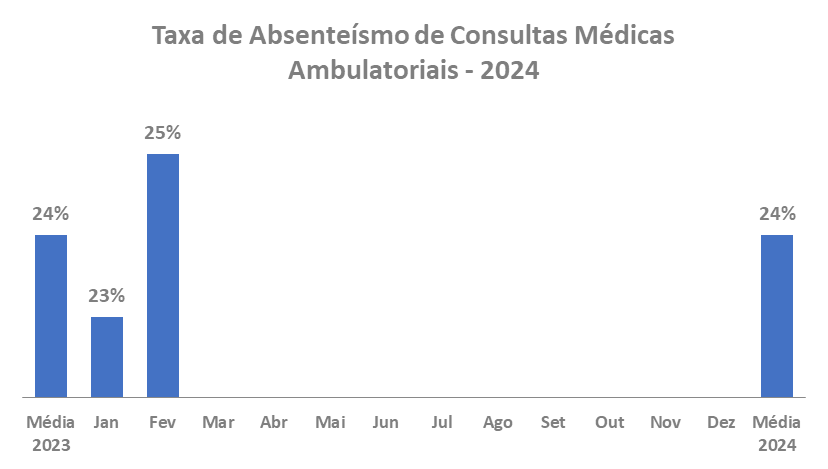 Taxa de Absenteísmo de Consultas Médicas
Ambulatoriais - 2024
25%
24%
24%
23%
Média
2023
Jan
Fev
Mar
Abr
Mai
Jun
Jul
Ago
Set
Out
Nov
Dez
Média
2024